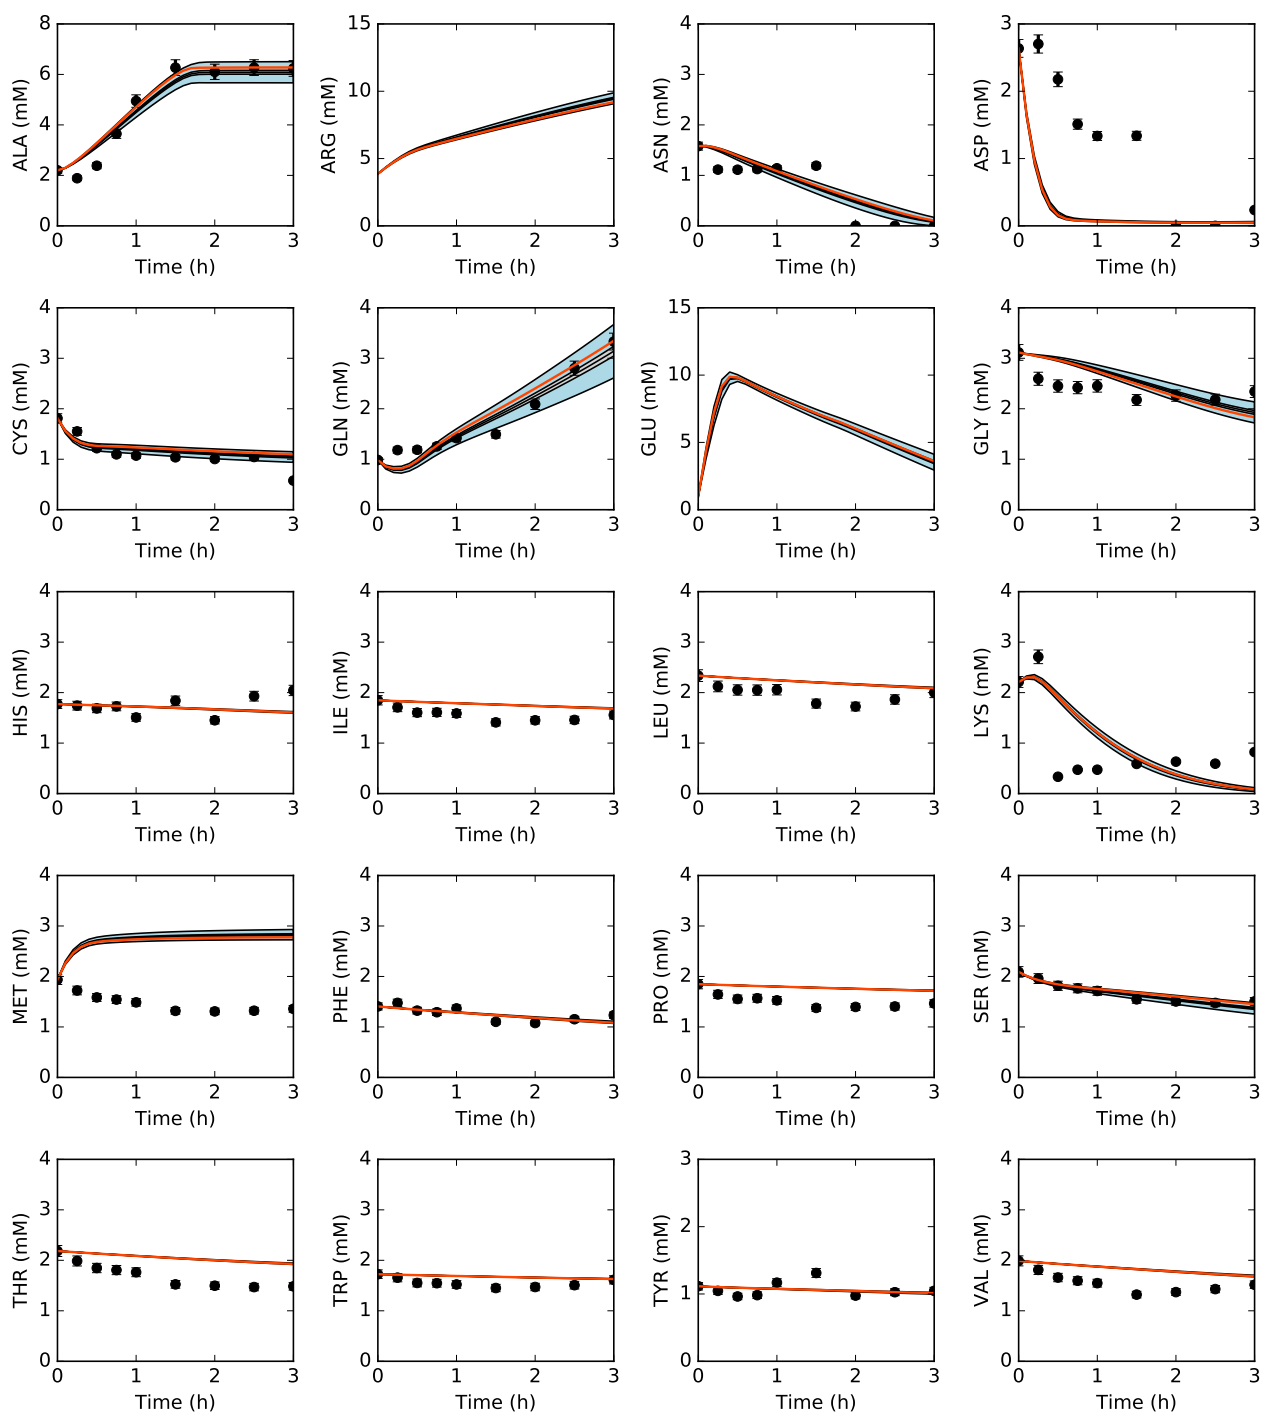 8
6
4
2
0
ALA (mM)
0 1 2 3
Time (h)
15
10
5
0
ARG (mM)
0 1 2 3
Time (h)
4
3
2
1
0
ASN (mM)
0 1 2 3
Time (h)
3
2
1
0
ASP (mM)
0 1 2 3
Time (h)
4
3
2
1
0
CYS (mM)
0 1 2 3
Time (h)
4
3
2
1
0
GLN (mM)
0 1 2 3
Time (h)
15
10
5
0
GLU (mM)
0 1 2 3
Time (h)
4
3
2
1
0
GLY (mM)
0 1 2 3
Time (h)
4
3
2
1
0
HIS (mM)
0 1 2 3
Time (h)
4
3
2
1
0
ILE (mM)
0 1 2 3
Time (h)
4
3
2
1
0
LEU (mM)
0 1 2 3
Time (h)
4
3
2
1
0
LYS (mM)
0 1 2 3
Time (h)
4
3
2
1
0
MET (mM)
0 1 2 3
Time (h)
4
3
2
1
0
PHE (mM)
0 1 2 3
Time (h)
4
3
2
1
0
PRO (mM)
0 1 2 3
Time (h)
4
3
2
1
0
SER (mM)
0 1 2 3
Time (h)
4
3
2
1
0
THR (mM)
0 1 2 3
Time (h)
4
3
2
1
0
TRP (mM)
0 1 2 3
Time (h)
3
2
1
0
TYR (mM)
0 1 2 3
Time (h)
4
3
2
1
0
VAL (mM)
0 1 2 3
Time (h)